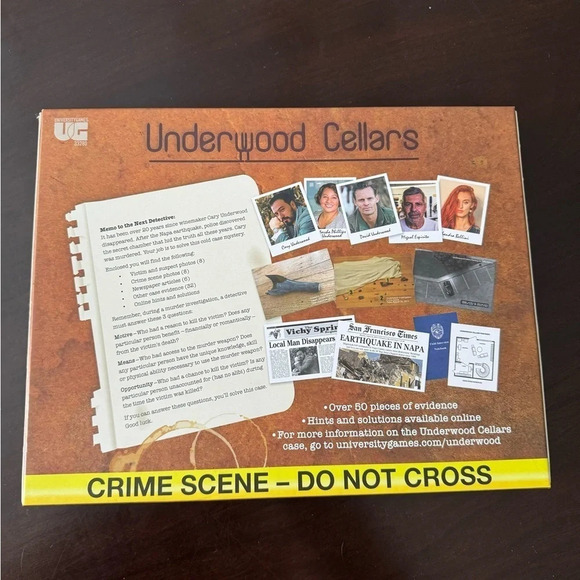 UNIVERSITY GAMES
UG
Underwood Cellars
Memo to the Next Detective:
It has been over 20 years since winemaker Cary Underwood
disappeared. After the Napa earthquake, police discovered
the secret chamber that hid the truth all these years. Cary
was murdered. Your job is to solve this cold case mystery.
Enclosed you will find the following:
• Victim and suspect photos (8)
• Crime scene photos (8)
• Newspaper articles (6)
• Other case evidence (32)
• Online hints and solutions
Remember, during a murder investigation, a detective
must answer these 3 questions:
Motive – Who had a reason to kill the victim? Does any
particular person benefit – financially or romantically –
from the victim's death?
Means – Who had access to the murder weapon? Does
any particular person have the unique knowledge, skill
or physical ability necessary to use the murder weapon?
Opportunity – Who had a chance to kill the victim? Is any
particular person unaccounted for (has no alibi) during
the time the victim was killed?
If you can answer these questions, you'll solve this case.
Good luck.
Cary Underwood
Phillips
Underwood
David Underwood
Miguel Esposito
Sandra
Vichy Spri
Local Man Disappears
San Francisco Times
EARTHQUAKE IN NAPA
• Over 50 pieces of evidence
• Hints and solutions available online
• For more information on the Underwood Cellars
case, go to universitygames.com/underwood
CRIME SCENE – DO NOT CROSS